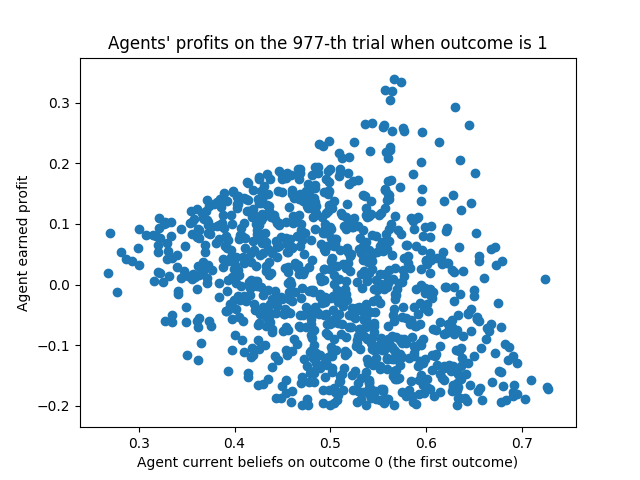 Agents' profits on the 977-th trial when outcome is 1
Agent earned profit
0.3
0.2
0.1
0.0
−0.1
−0.2
0.3 0.4 0.5 0.6 0.7
Agent current beliefs on outcome 0 (the first outcome)